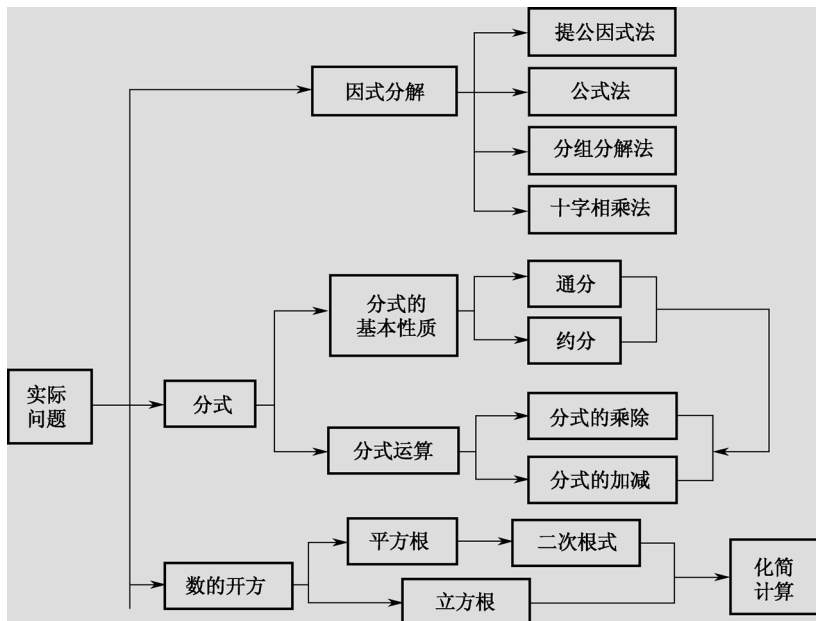 提公因式法
因式分解
公式法
分组分解法
十字相乘法
分式的
基本性质
通分
约分
实际
问题
分式
分式运算
分式的乘除
分式的加减
数的开方
平方根
二次根式
立方根
化简
计算